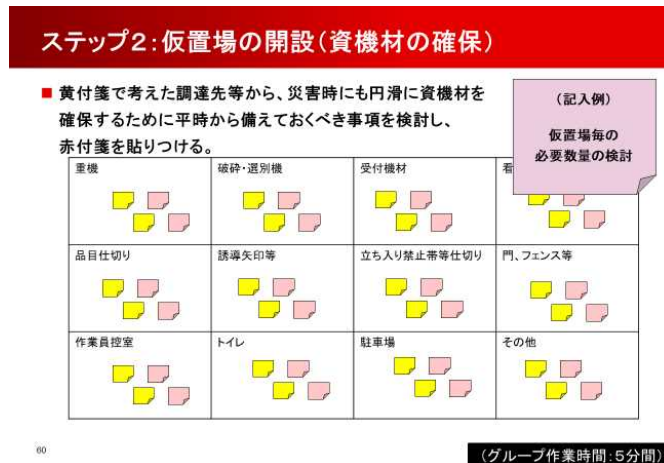 ステップ2：仮置場の開設（資機材の確保）
■ 黄付箋で考えた調達先等から、災害時にも円滑に資機材を
確保するために平時から備えておくべき事項を検討し、
赤付箋を貼りつける。
（記入例）
仮置場毎の
必要数量の検討
重機
破砕・選別機
受付機材
看
品目仕切り
誘導矢印等
立ち入り禁止帯等仕切り
門、フェンス等
作業員控室
トイレ
駐車場
その他
60
（グループ作業時間：5分間）